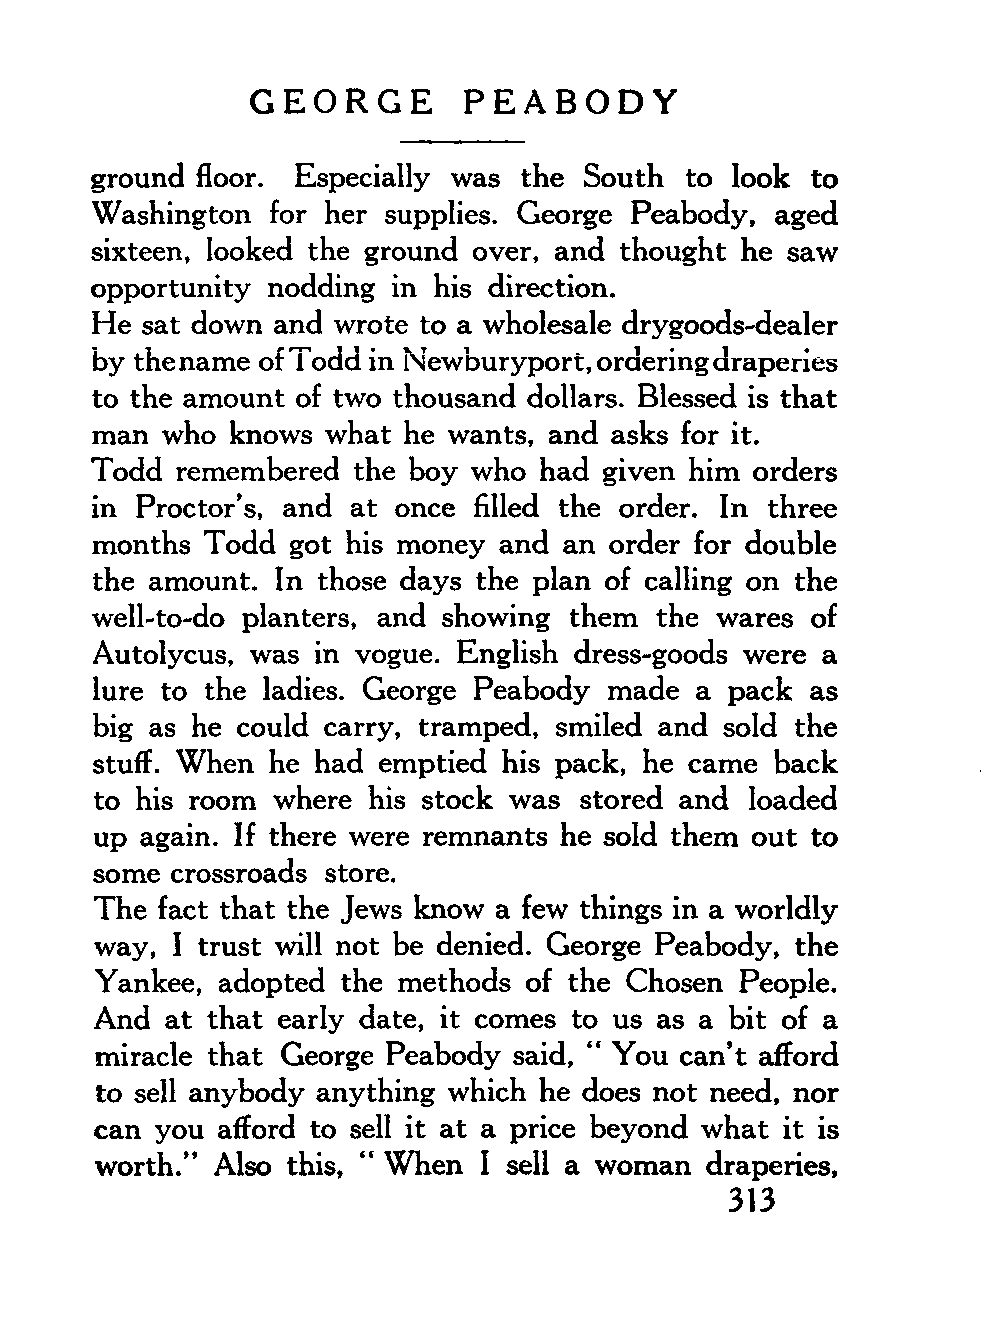 GEORGE PEABODY
ground floor. Especially was the South to look to
Washington for her supplies. George Peabody, aged
sixteen, looked the ground over, and thought he saw
opportunity nodding in his direction.
He sat down and wrote to a wholesale drygoods-dealer
by thename of Todd in Newburyport, ordering draperies
to the amount of two thousand dollars. Blessed is that
man who knows what he wants, and asks for it.
Todd remembered the boy who had given him orders
in Proctor's, and at once filled the order. In three
months Todd got his money and an order for double
the amount. In those days the plan of calling on the
well-to-do planters, and showing them the wares of
Autolycus, was in vogue. English dress-goods were a
lure to the ladies. George Peabody made a pack as
big as he could carry, tramped, smiled and sold the
stuff. When he had emptied his pack, he came back
to his room where his stock was stored and loaded
up again. If there were remnants he sold them out to
some crossroads store.
The fact that the Jews know a few things in a worldly
way, I trust will not be denied. George Peabody, the
Yankee, adopted the methods of the Chosen People.
And at that early date, it comes to us as a bit of a
miracle that George Peabody said, " You can't afford
to sell anybody anything which he does not need, nor
can you afford to sell it at a price beyond what it is
worth." Also this, " When I sell a woman draperies,
313